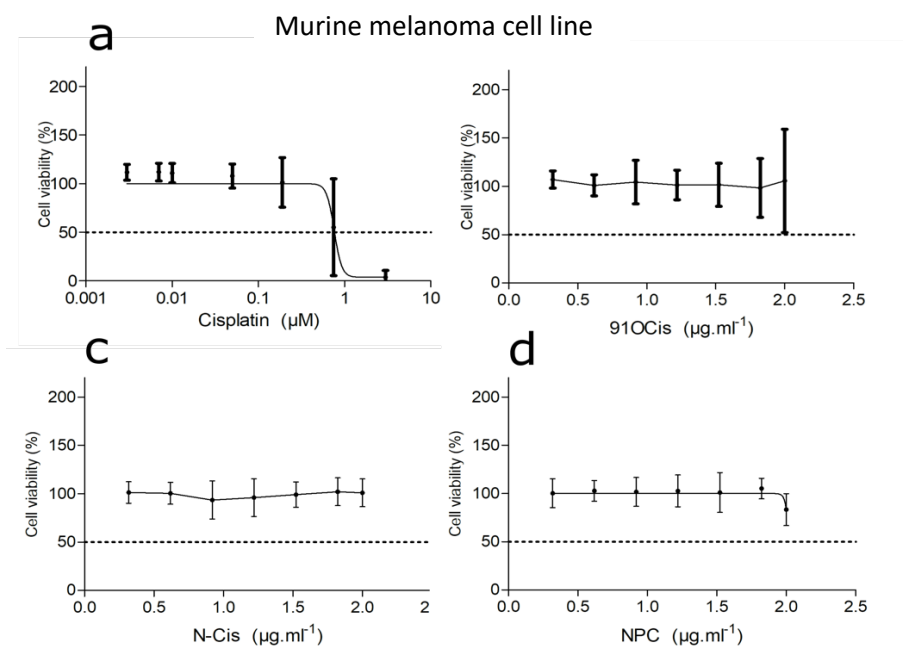 Murine melanoma cell line
a
200
150
100
50
0
Cell viability (%)
0.001 0.01 0.1 1 10
Cisplatin (µM)
200
150
100
50
0
Cell viability (%)
0.0 0.5 1.0 1.5 2.0 2.5
91OCis (µg.ml-1)
c
200
150
100
50
0
Cell viability (%)
0.0 0.5 1.0 1.5 2.0 2
N-Cis (µg.ml-1)
d
200
150
100
50
0
Cell viability (%)
0.0 0.5 1.0 1.5 2.0 2.5
NPC (µg.ml-1)